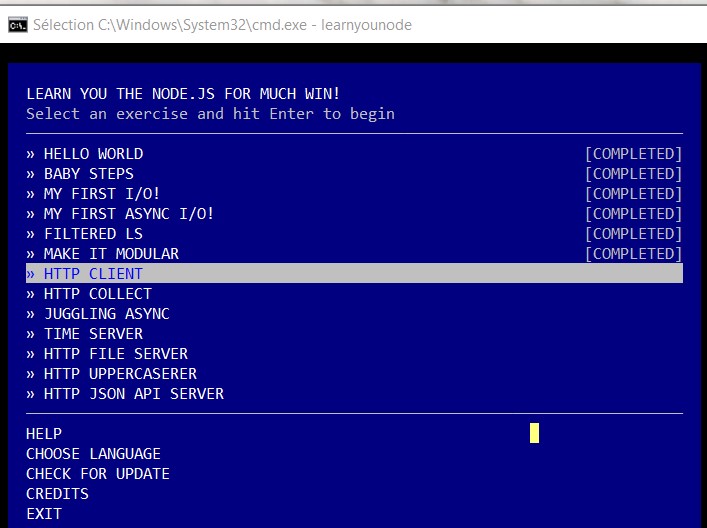 Sélection C:\Windows\System32\cmd.exe - learnyounode
LEARN YOU THE NODE.JS FOR MUCH WIN!
Select an exercise and hit Enter to begin
» HELLO WORLD [COMPLETED]
» BABY STEPS [COMPLETED]
» MY FIRST I/O! [COMPLETED]
» MY FIRST ASYNC I/O! [COMPLETED]
» FILTERED LS [COMPLETED]
» MAKE IT MODULAR [COMPLETED]
» HTTP CLIENT
» HTTP COLLECT
» JUGGLING ASYNC
» TIME SERVER
» HTTP FILE SERVER
» HTTP UPPERCASERER
» HTTP JSON API SERVER
HELP
CHOOSE LANGUAGE
CHECK FOR UPDATE
CREDITS
EXIT